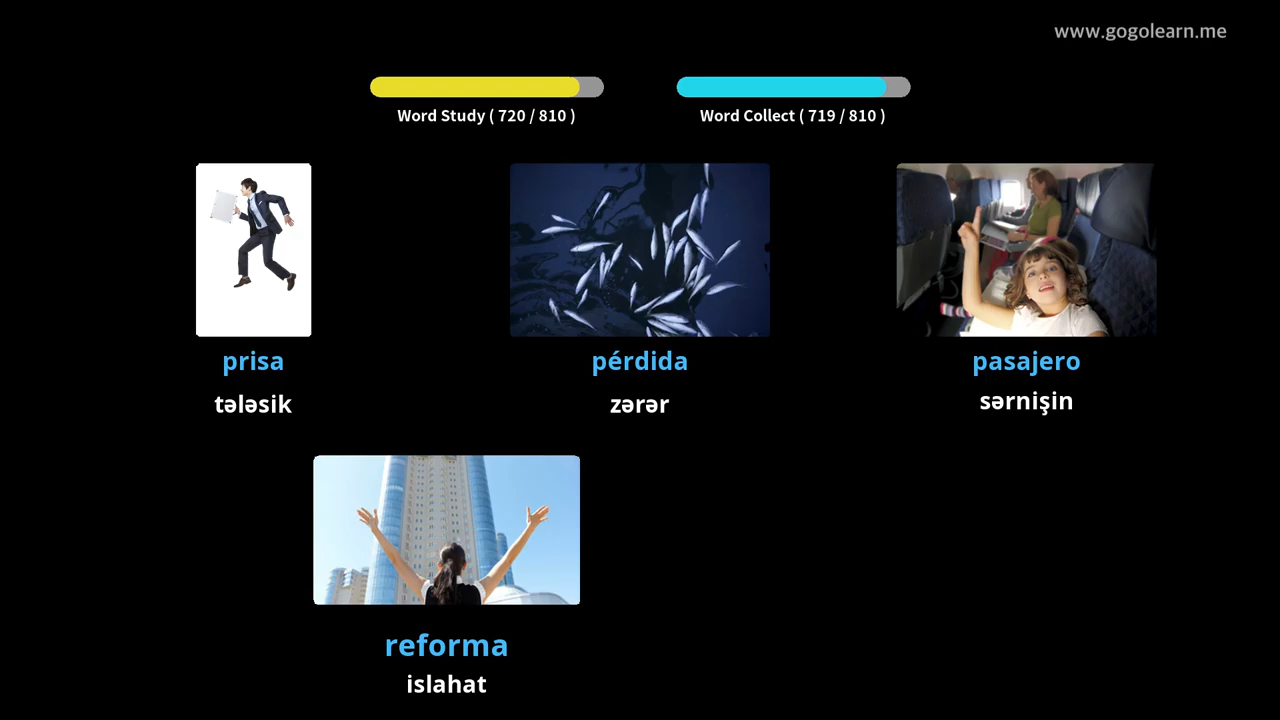 www.gogolearn.me
Word Study ( 720 / 810 )
Word Collect ( 719 / 810 )
prisa
tələsik
pérdida
zərər
pasajero
sərnişin
reforma
islahat